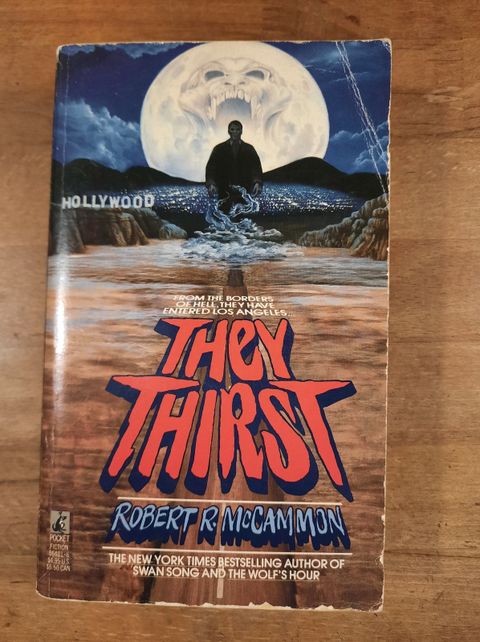 HOLLYWOOD
FROM THE BORDERS
OF HELL, THEY HAVE
ENTERED LOS ANGELES...
THEY
THIRST
ROBERT R. McCAMMON
POCKET
FICTION
THE NEW YORK TIMES BESTSELLING AUTHOR OF
SWAN SONG AND THE WOLF'S HOUR